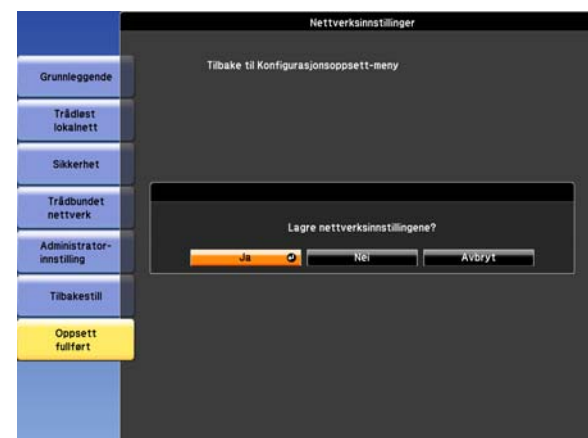 Nettverksinnstillinger
Tilbake til Konfigurasjonsoppsett-meny
Grunnleggende
Trådløst
lokalnett
Sikkerhet
Trådbundet
nettverk
Administrator-
innstilling
Tilbakestill
Oppsett
fullført
Lagre nettverksinnstillingene?
Ja Nei Avbryt